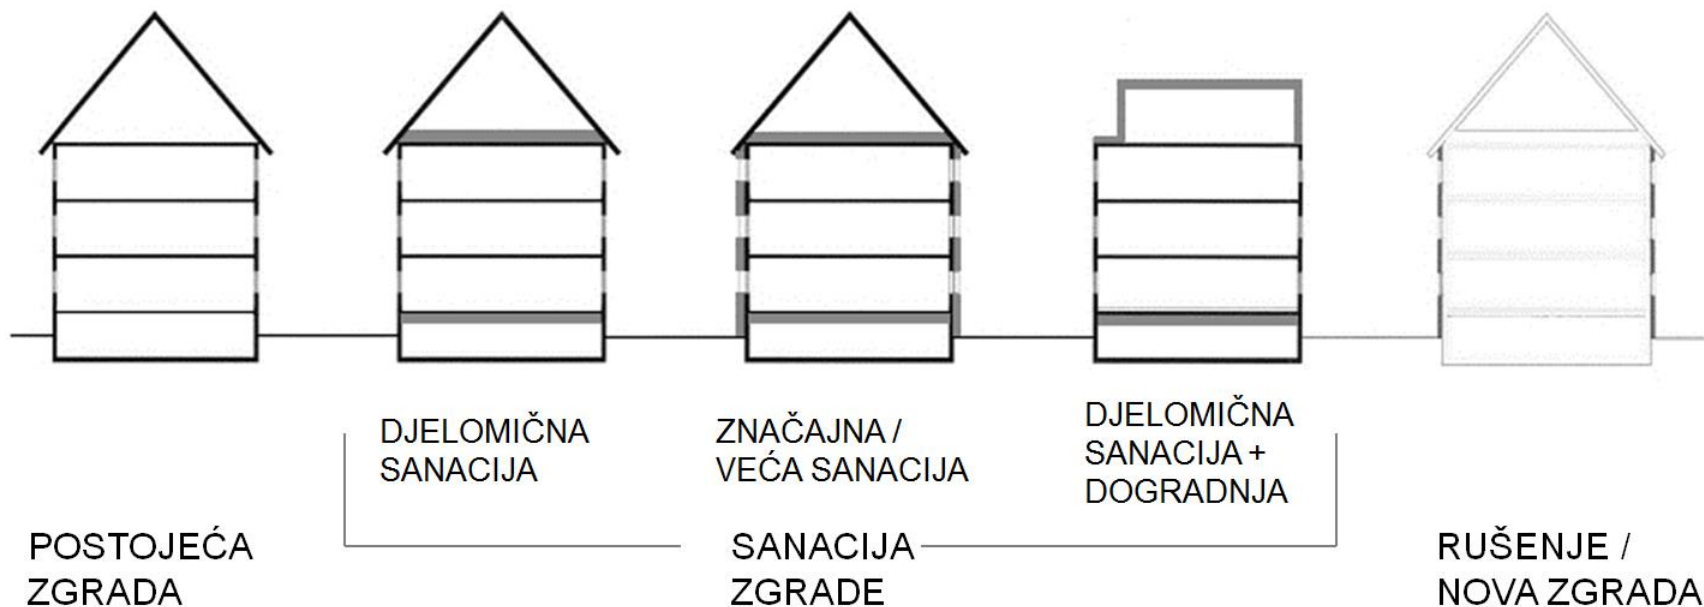 DJELOMIČNA
SANACIJA
ZNAČAJNA /
VEĆA SANACIJA
DJELOMIČNA
SANACIJA +
DOGRADNJA
POSTOJEĆA
ZGRADA
SANACIJA
ZGRADE
RUŠENJE /
NOVA ZGRADA